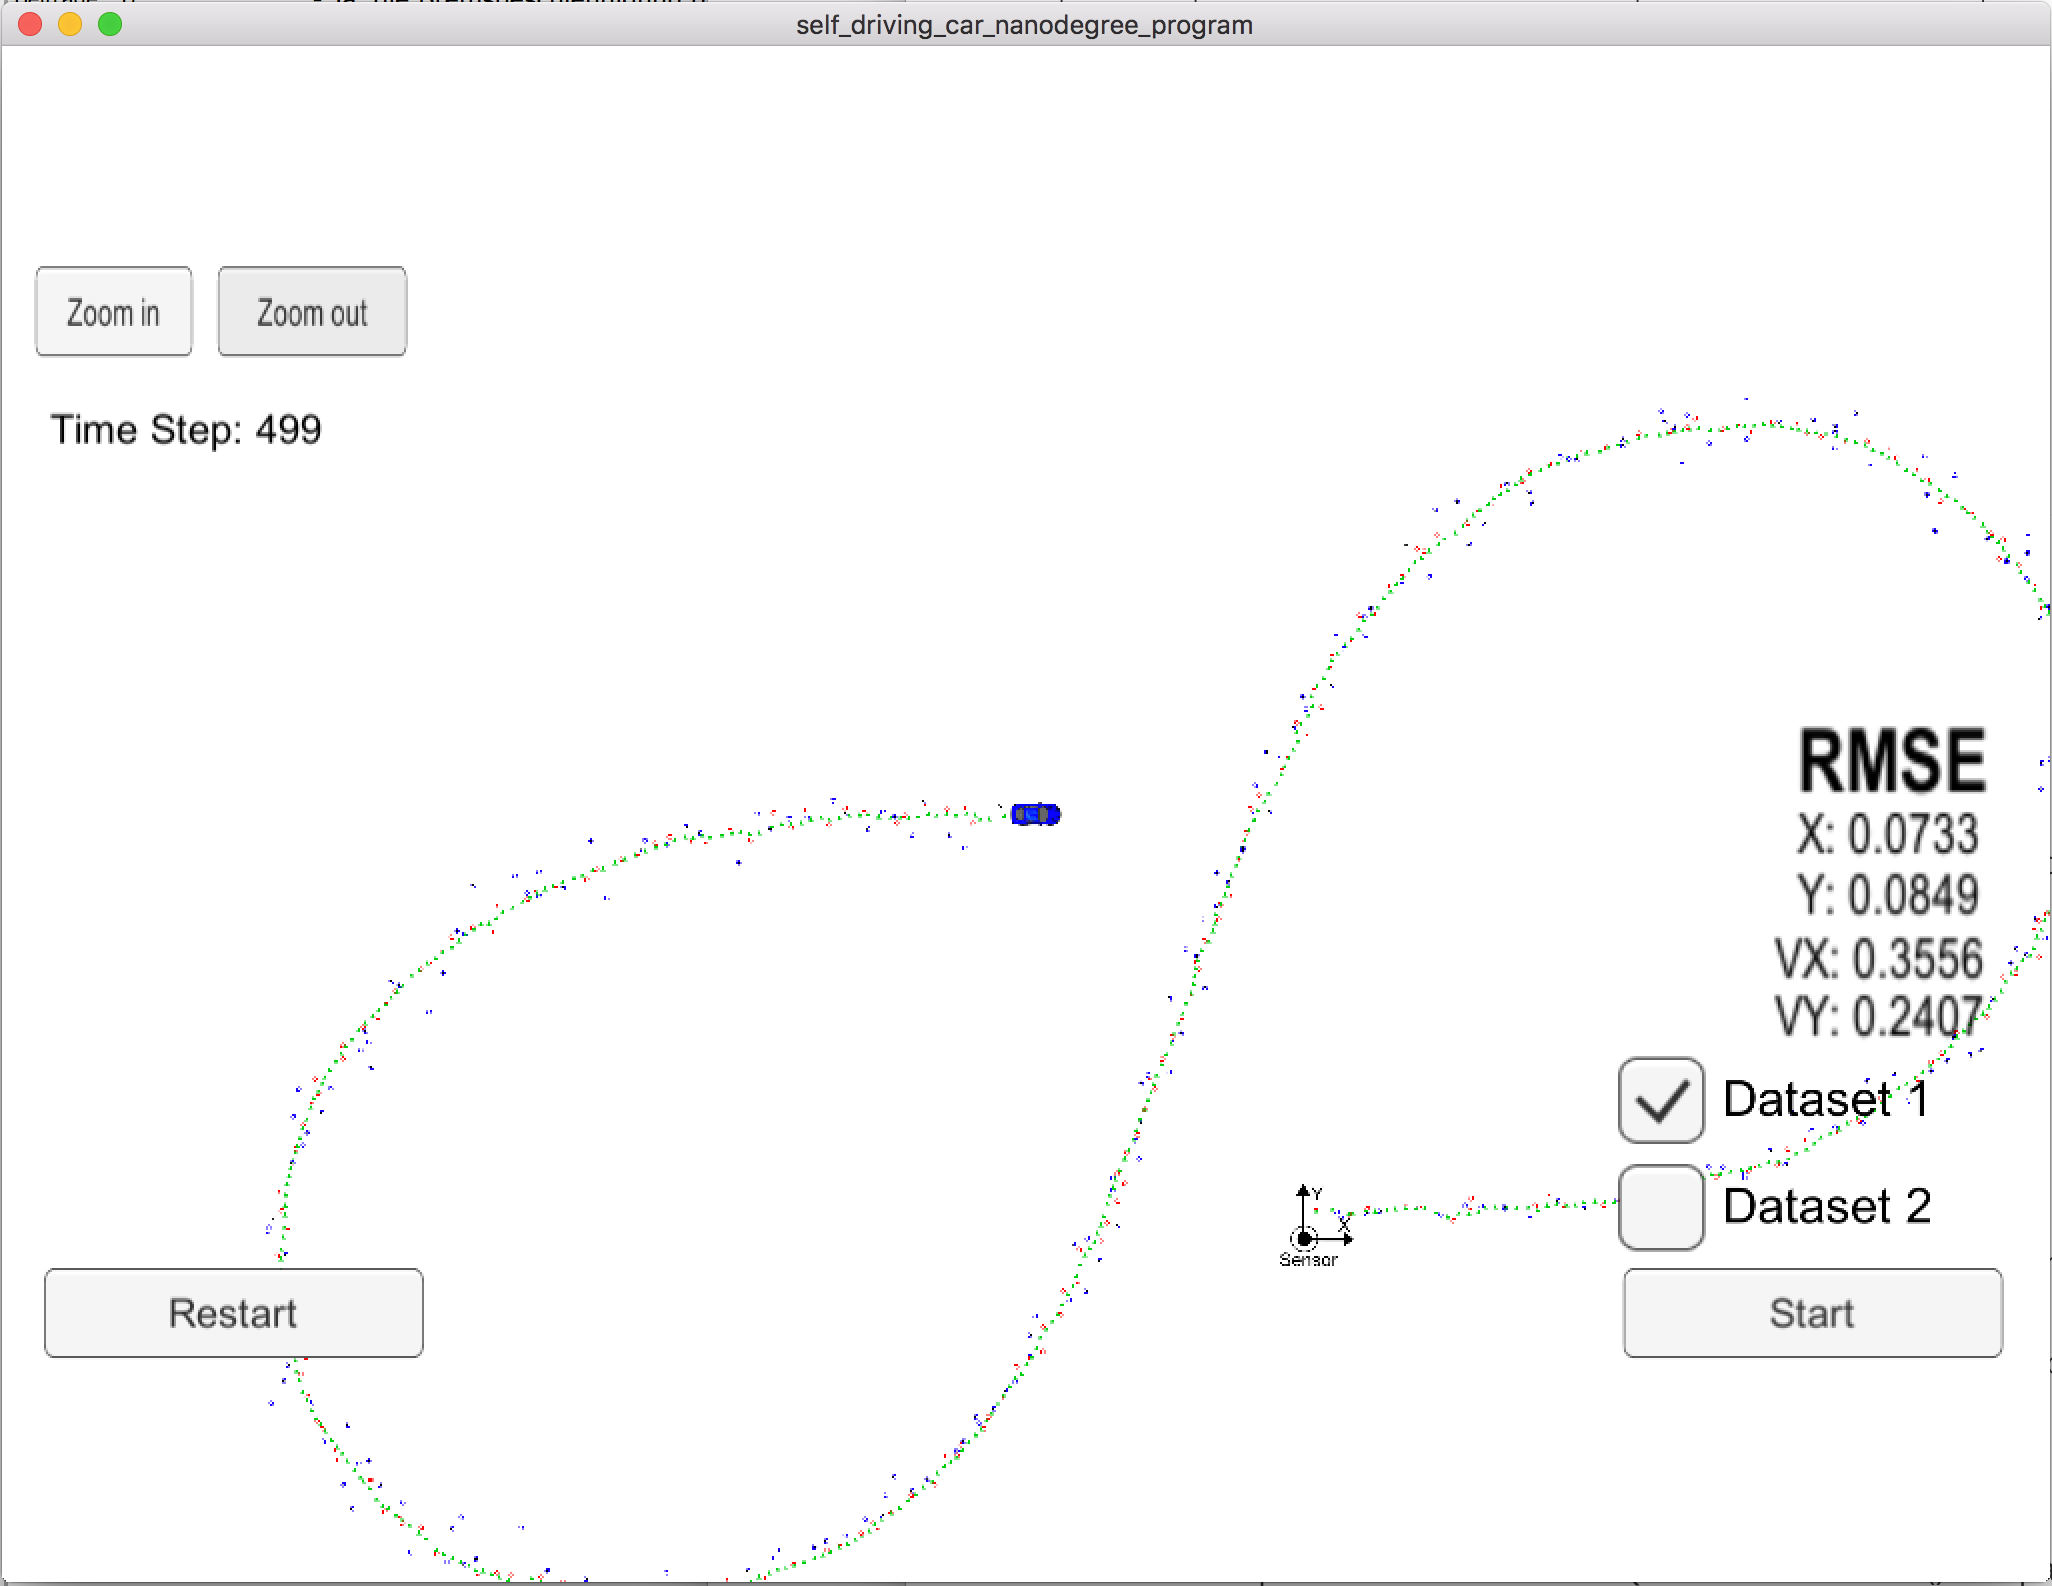 self_driving_car_nanodegree_program
Zoom in
Zoom out
Time Step: 499
RMSE
X: 0.0733
Y: 0.0849
VX: 0.3556
VY: 0.2407
Dataset 1
Dataset 2
Y
X
Sensor
Restart
Start